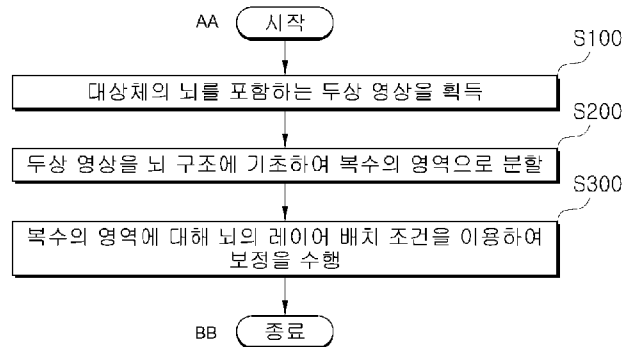 AA 시작
S100
대상체의 뇌를 포함하는 두상 영상을 획득
S200
두상 영상을 뇌 구조에 기초하여 복수의 영역으로 분할
S300
복수의 영역에 대해 뇌의 레이어 배치 조건을 이용하여
보정을 수행
BB 종료